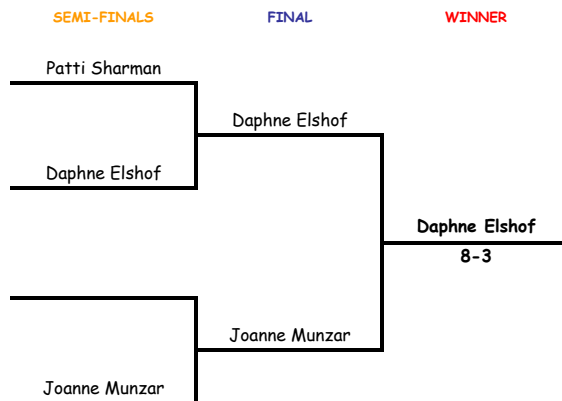 SEMI-FINALS FINAL WINNER
Patti Sharman
Daphne Elshof
Daphne Elshof
Daphne Elshof
8-3
Joanne Munzar
Joanne Munzar